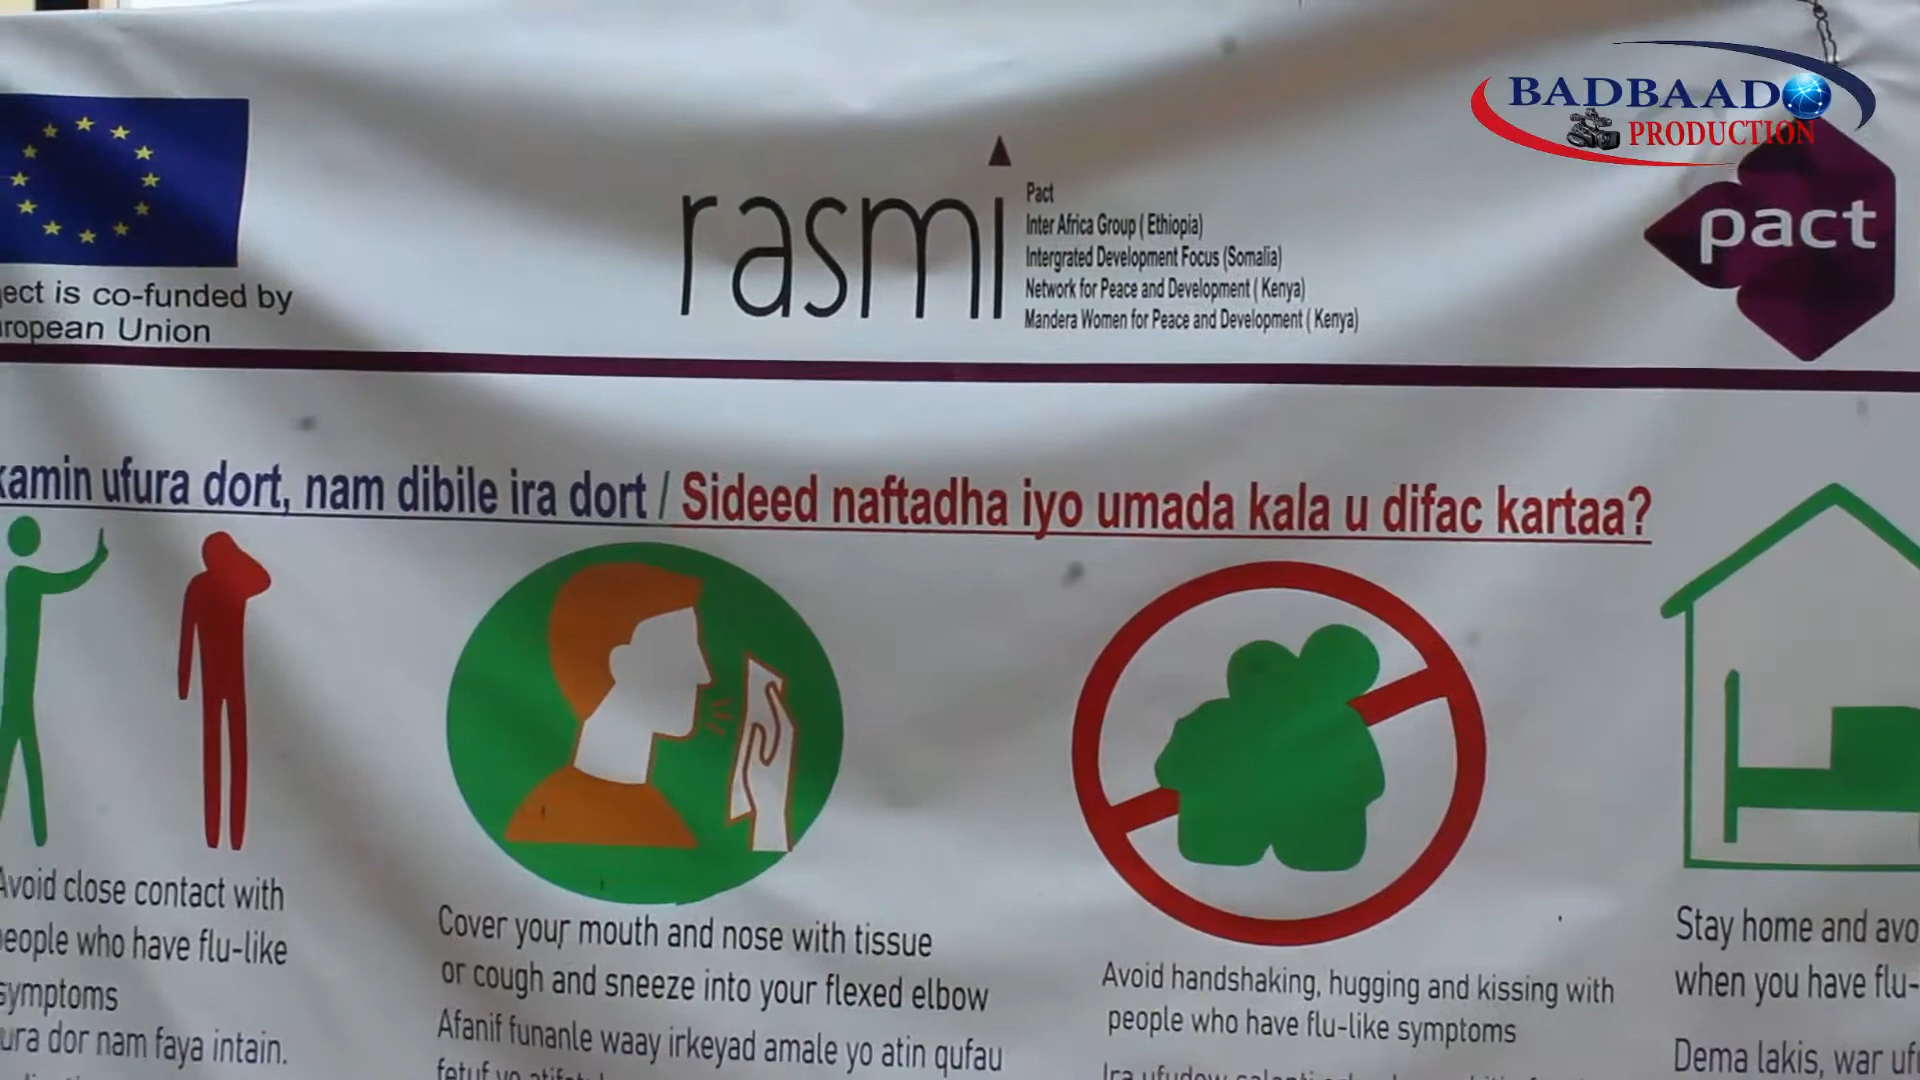 BADBAADO
PRODUCTION
pact
rasmi
Pact
Inter Africa Group ( Ethiopia)
Intergrated Development Focus (Somalia)
Network for Peace and Development ( Kenya)
Mandera Women for Peace and Development ( Kenya)
ect is co-funded by
ropean Union
kamin ufura dort, nam dibile ira dort / Sideed naftadha iyo umada kala u difac kartaa?
Avoid close contact with
people who have flu-like
symptoms
ura dor nam faya intain.
Cover your mouth and nose with tissue
or cough and sneeze into your flexed elbow
Afanif funanle waay irkeyad amale yo atin qufau
Avoid handshaking, hugging and kissing with
people who have flu-like symptoms
Stay home and avo
when you have flu-
Dema lakis, war ufu